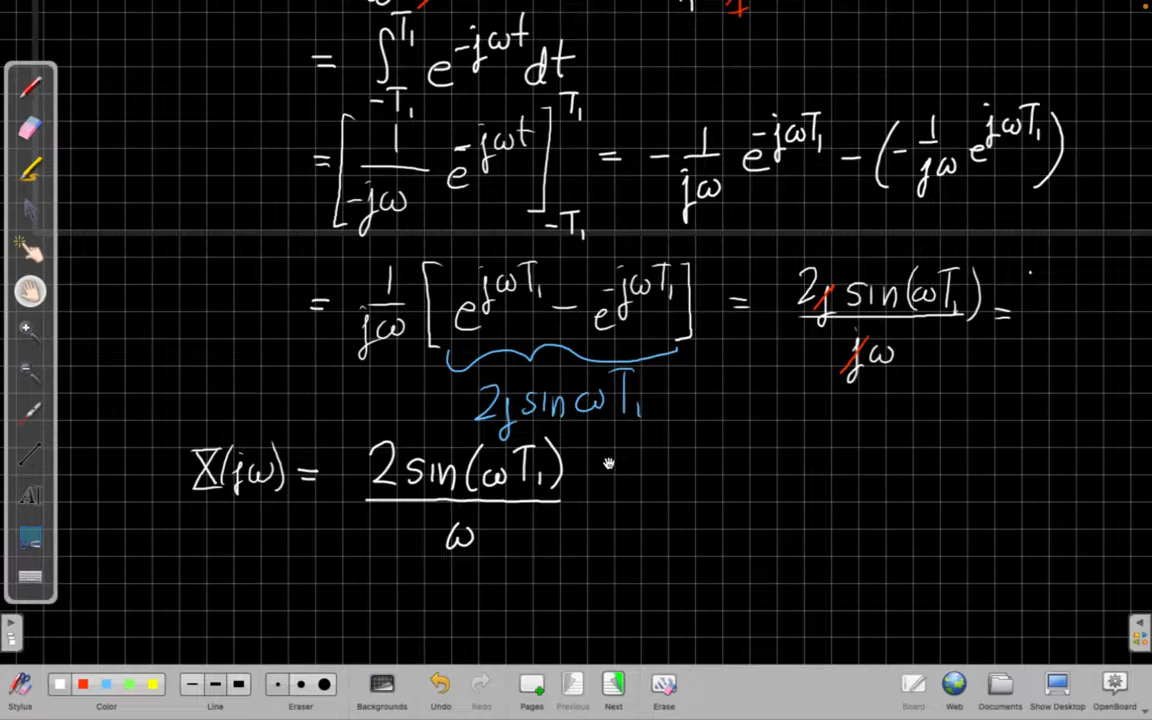 = ∫_{-T₁}^{T₁} e^{-jωt} dt
= [ 1/(-jω) e^{-jωt} ]_{-T₁}^{T₁} = - 1/(jω) e^{-jωT₁} - ( - 1/(jω) e^{jωT₁} )
= 1/(jω) [ e^{jωT₁} - e^{-jωT₁} ] = 2j sin(ωT₁)/(jω) =
2j sin ωT₁
X(jω) = 2 sin(ωT₁)/ω
Stylus Color Line Eraser Backgrounds Undo Redo Pages Previous Next Erase Board Web Documents Show Desktop OpenBoard